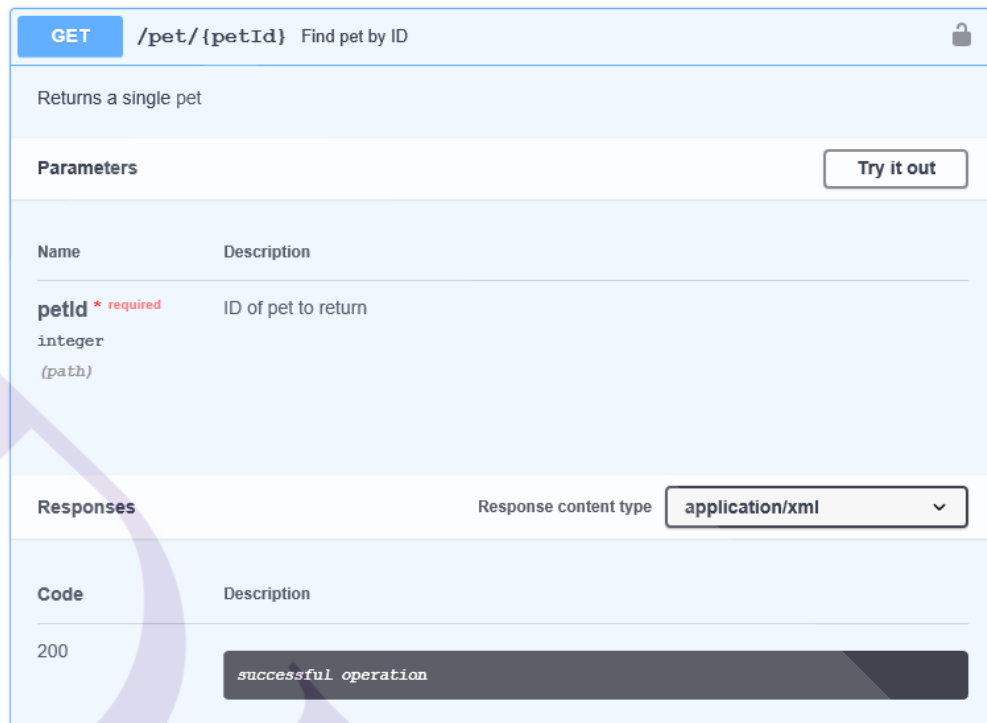 GET /pet/{petId} Find pet by ID
Returns a single pet
Parameters Try it out
Name Description
petId * required ID of pet to return
integer
(path)
Responses Response content type application/xml
Code Description
200 successful operation